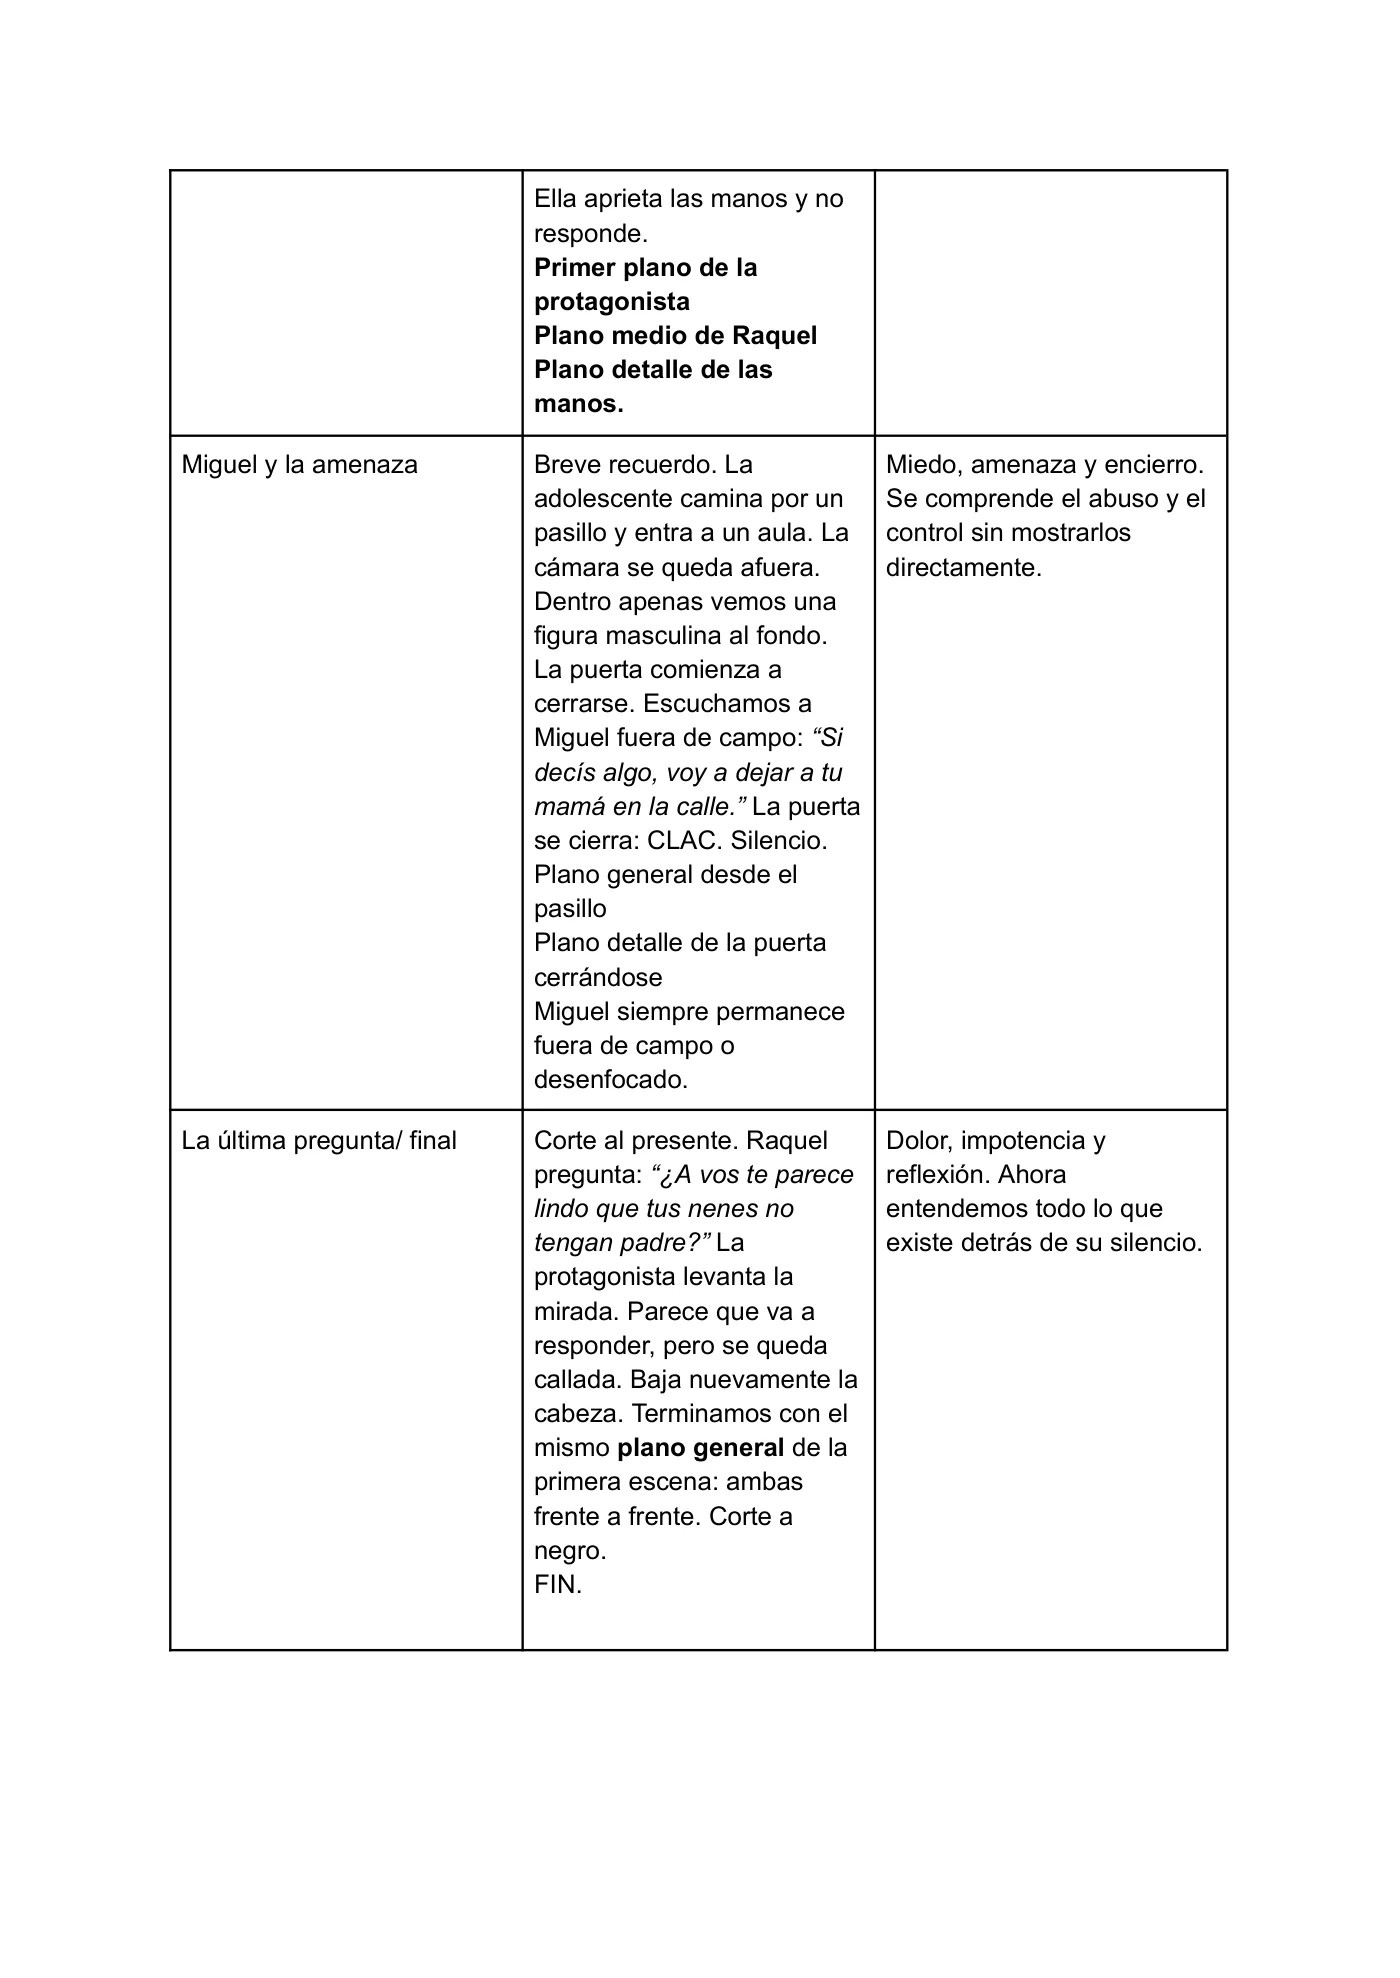 Ella aprieta las manos y no
responde.
Primer plano de la
protagonista
Plano medio de Raquel
Plano detalle de las
manos.
Miguel y la amenaza
Breve recuerdo. La
adolescente camina por un
pasillo y entra a un aula. La
cámara se queda afuera.
Dentro apenas vemos una
figura masculina al fondo.
La puerta comienza a
cerrarse. Escuchamos a
Miguel fuera de campo: “Si
decís algo, voy a dejar a tu
mamá en la calle.” La puerta
se cierra: CLAC. Silencio.
Plano general desde el
pasillo
Plano detalle de la puerta
cerrándose
Miguel siempre permanece
fuera de campo o
desenfocado.
Miedo, amenaza y encierro.
Se comprende el abuso y el
control sin mostrarlos
directamente.
La última pregunta/ final
Corte al presente. Raquel
pregunta: “¿A vos te parece
lindo que tus nenes no
tengan padre?” La
protagonista levanta la
mirada. Parece que va a
responder, pero se queda
callada. Baja nuevamente la
cabeza. Terminamos con el
mismo plano general de la
primera escena: ambas
frente a frente. Corte a
negro.
FIN.
Dolor, impotencia y
reflexión. Ahora
entendemos todo lo que
existe detrás de su silencio.